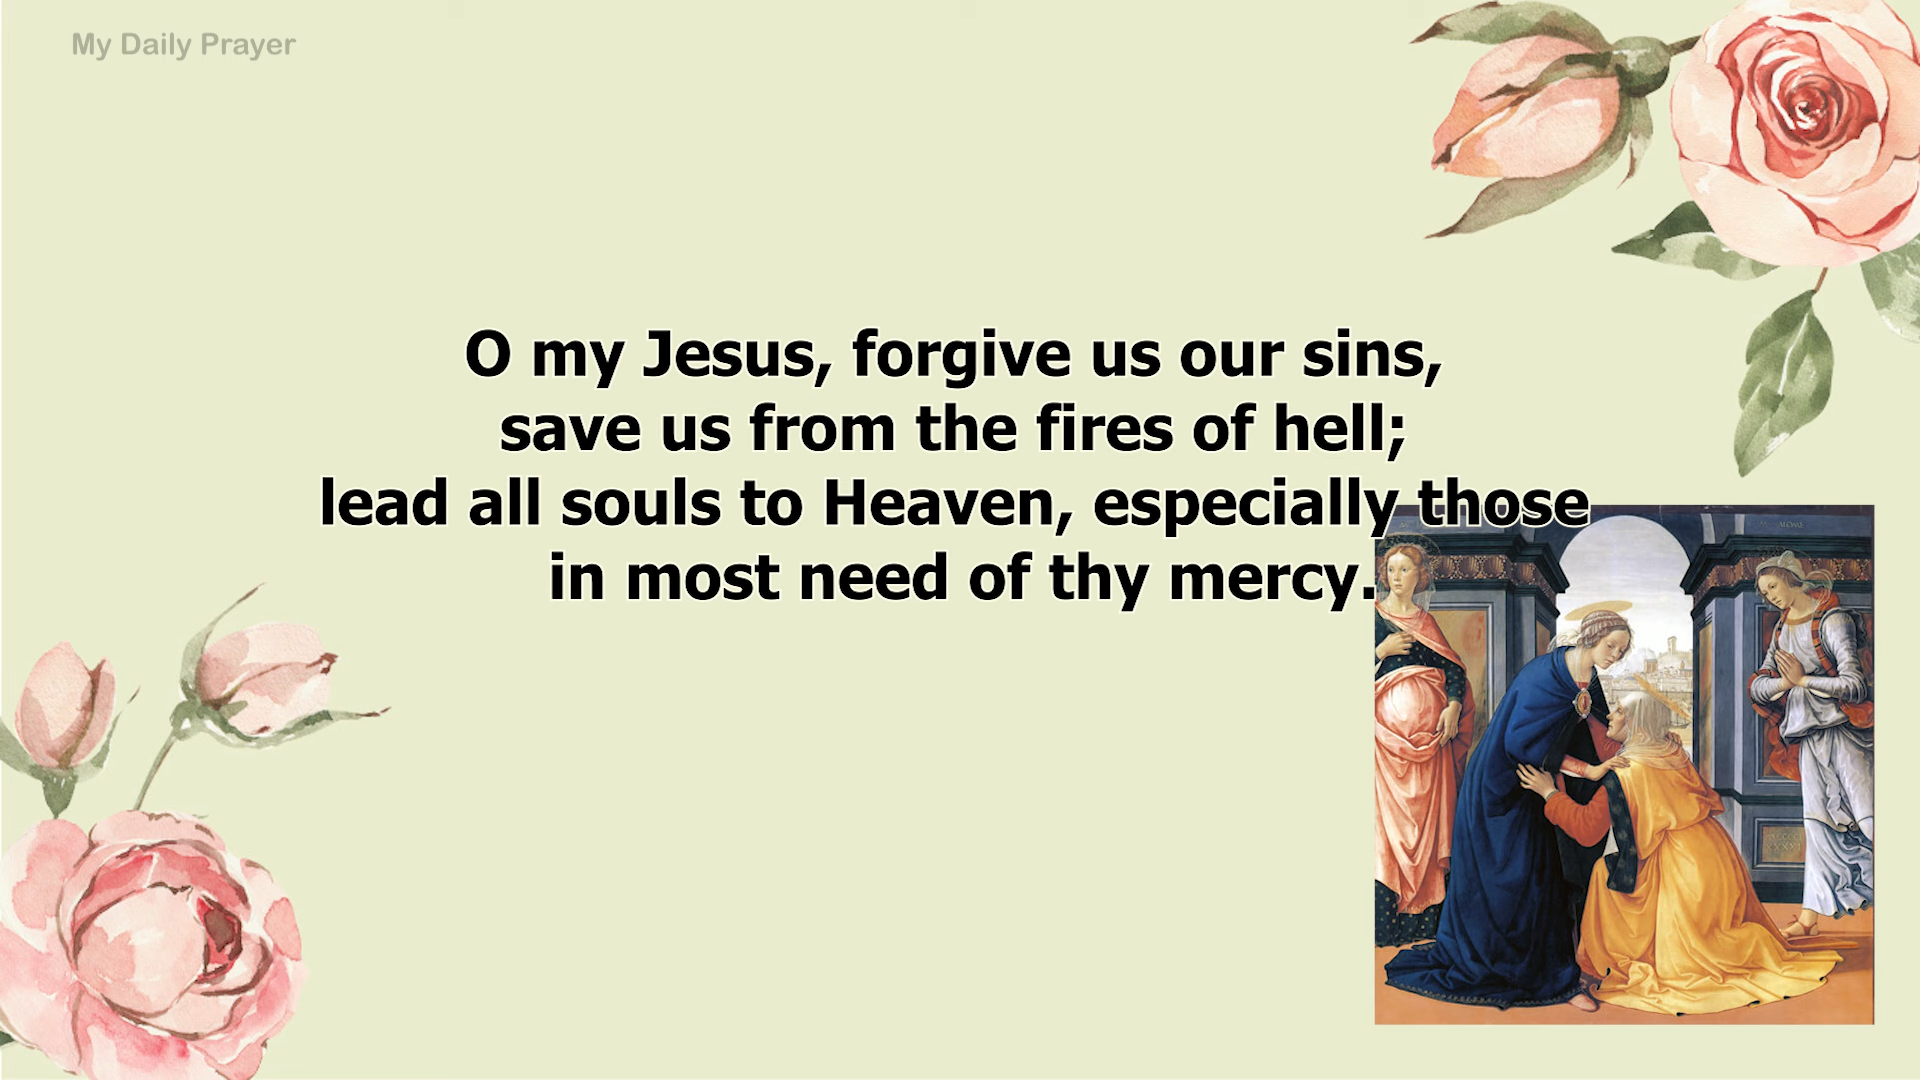 My Daily Prayer
O my Jesus, forgive us our sins,
save us from the fires of hell;
lead all souls to Heaven, especially those
in most need of thy mercy.